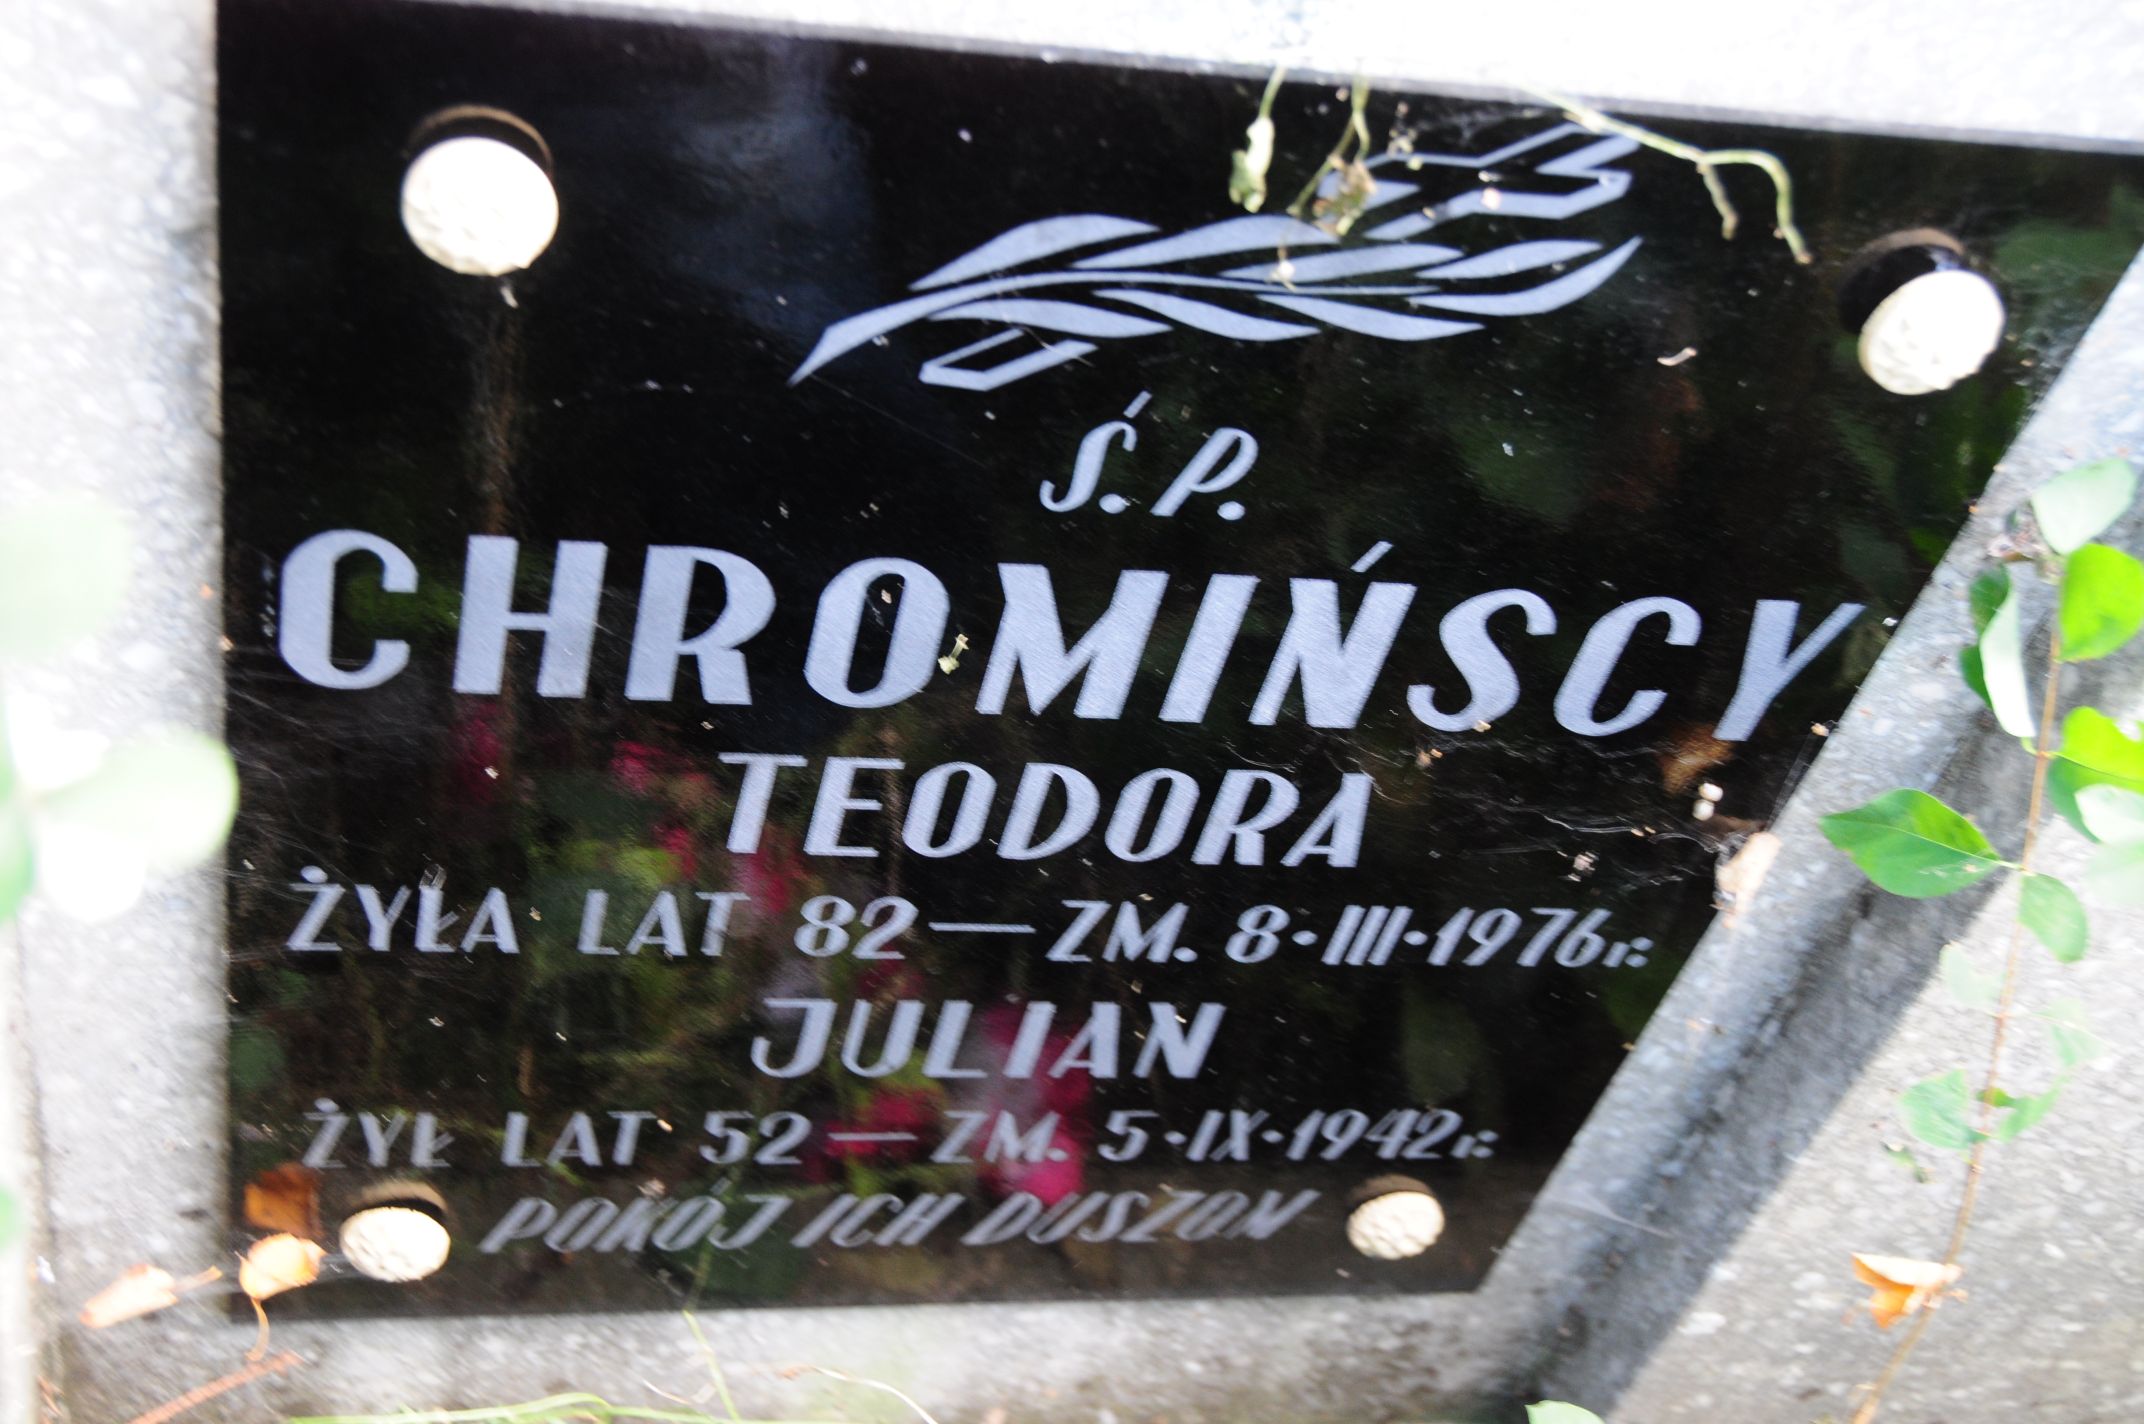 Ś.P.
CHROMIŃSCY
TEODORA
ŻYŁA LAT 82 — ZM. 8·III·1976 r.
JULIAN
ŻYŁ LAT 52 — ZM. 5·IX·1942 r.
POKÓJ ICH DUSZOM